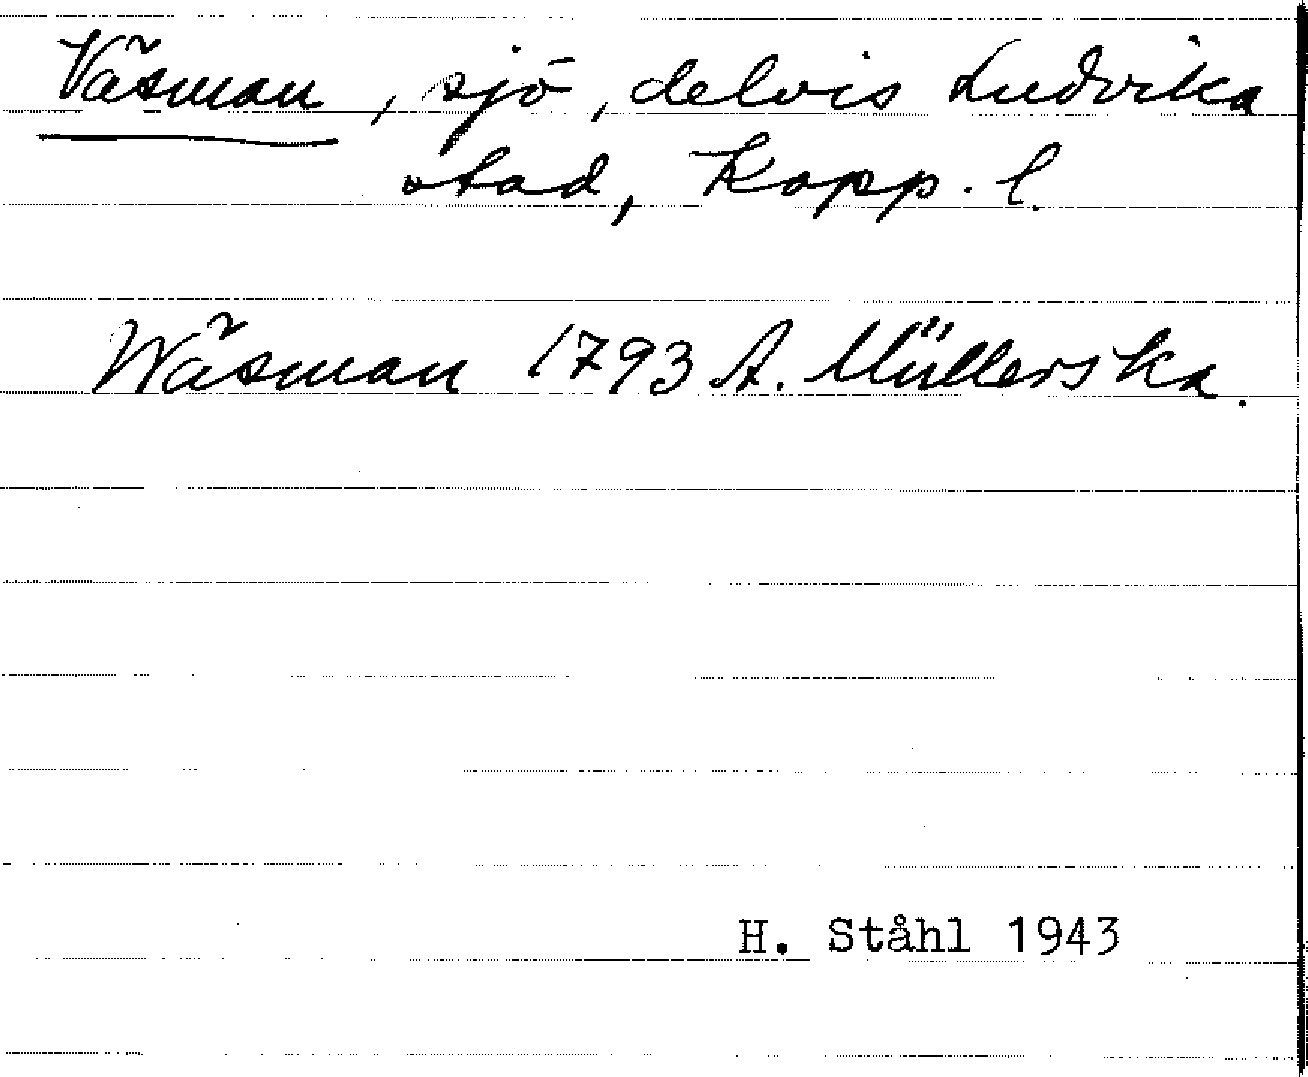 Väsman, sjö, delvis Ludvika
stad, Kopp. l.
Wäsman 1793 A. Müllerska.
H. Ståhl 1943